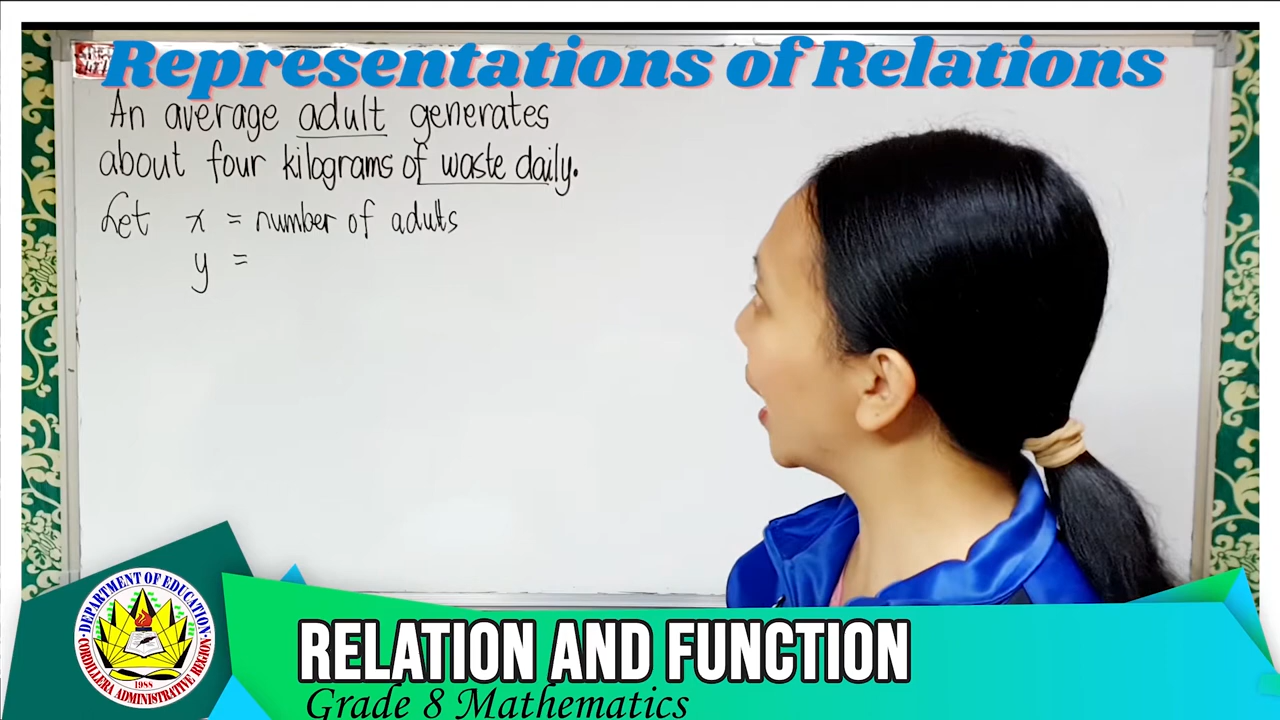 Representations of Relations
An average adult generates
about four kilograms of waste daily.
Let x = number of adults
y =
DEPARTMENT OF EDUCATION
CORDILLERA ADMINISTRATIVE REGION
1988
RELATION AND FUNCTION
Grade 8 Mathematics